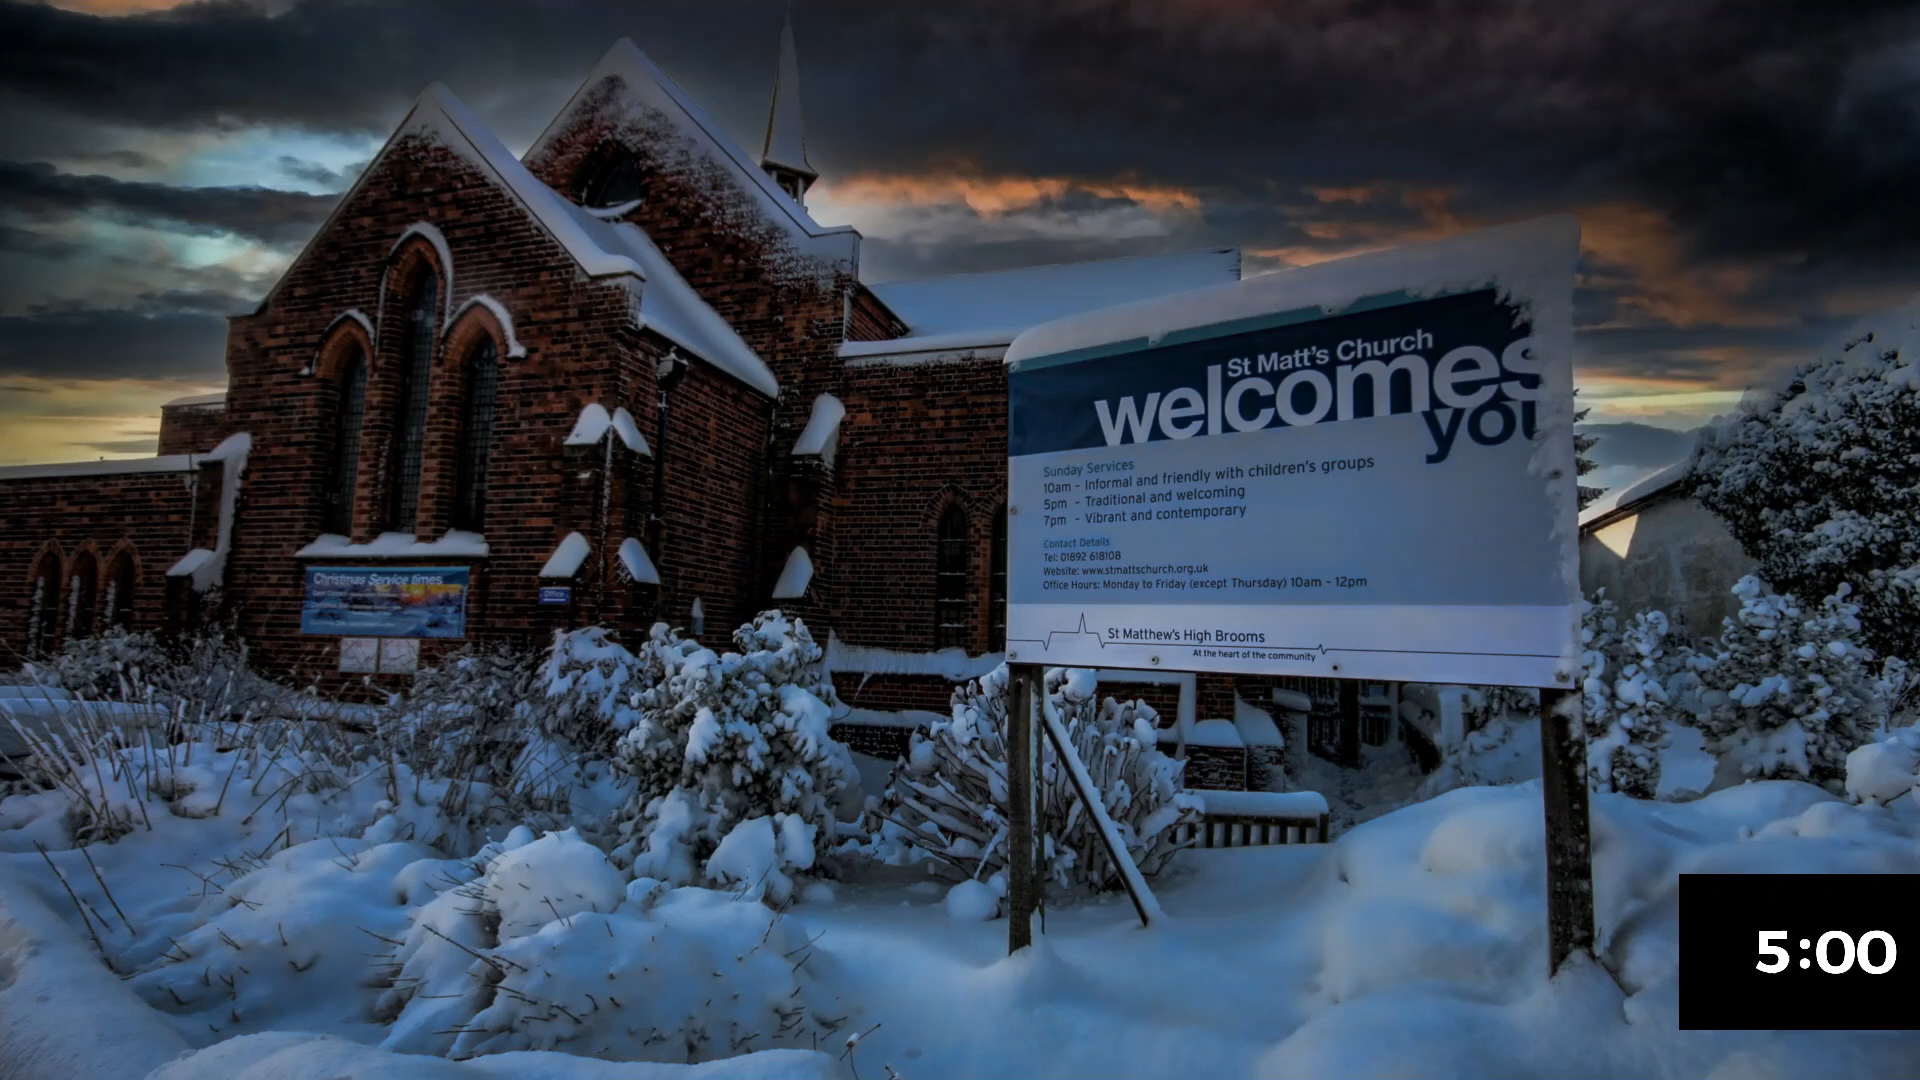 St Matt's Church
welcomes
you
Sunday Services
10am - Informal and friendly with children's groups
5pm - Traditional and welcoming
7pm - Vibrant and contemporary
Contact Details
Tel: 01892 618108
Website: www.stmattschurch.org.uk
Office Hours: Monday to Friday (except Thursday) 10am - 12pm
St Matthew's High Brooms
At the heart of the community
Christmas Service times
Office
5:00